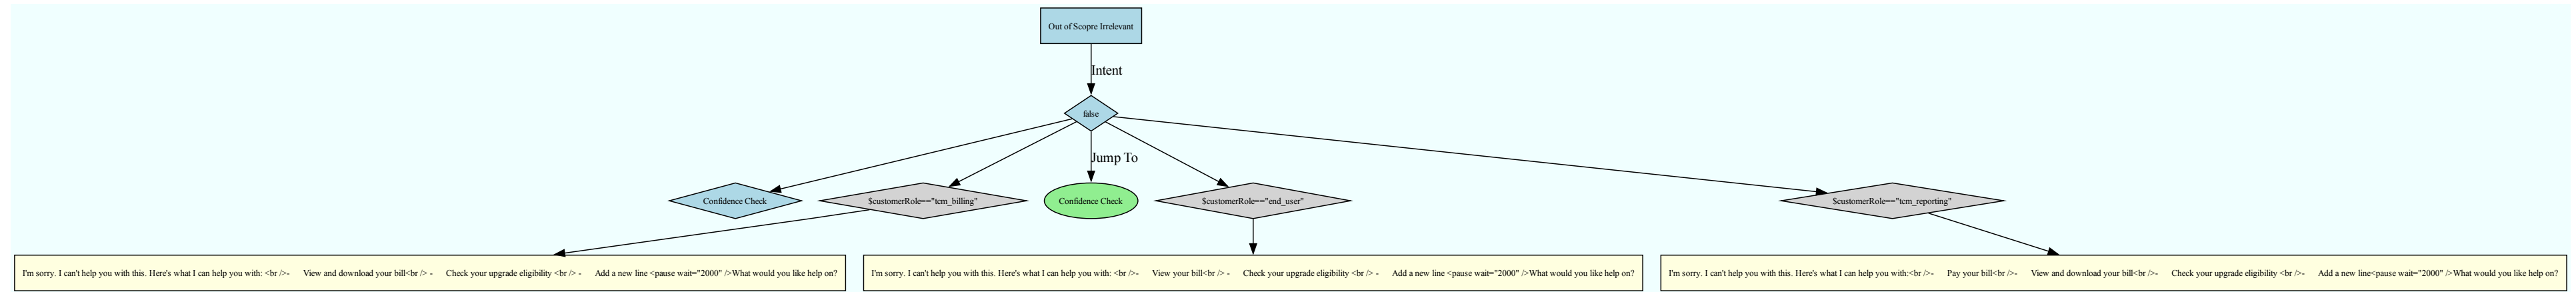 Out of Scopre Irrelevant
Intent
false
Jump To
Confidence Check
$customerRole=="tcm_billing"
Confidence Check
$customerRole=="end_user"
$customerRole=="tcm_reporting"
I'm sorry. I can't help you with this. Here's what I can help you with: <br />- View and download your bill<br /> - Check your upgrade eligibility <br /> - Add a new line <pause wait="2000" />What would you like help on?
I'm sorry. I can't help you with this. Here's what I can help you with: <br />- View your bill<br /> - Check your upgrade eligibility <br /> - Add a new line <pause wait="2000" />What would you like help on?
I'm sorry. I can't help you with this. Here's what I can help you with:<br />- Pay your bill<br />- View and download your bill<br />- Check your upgrade eligibility <br />- Add a new line<pause wait="2000" />What would you like help on?